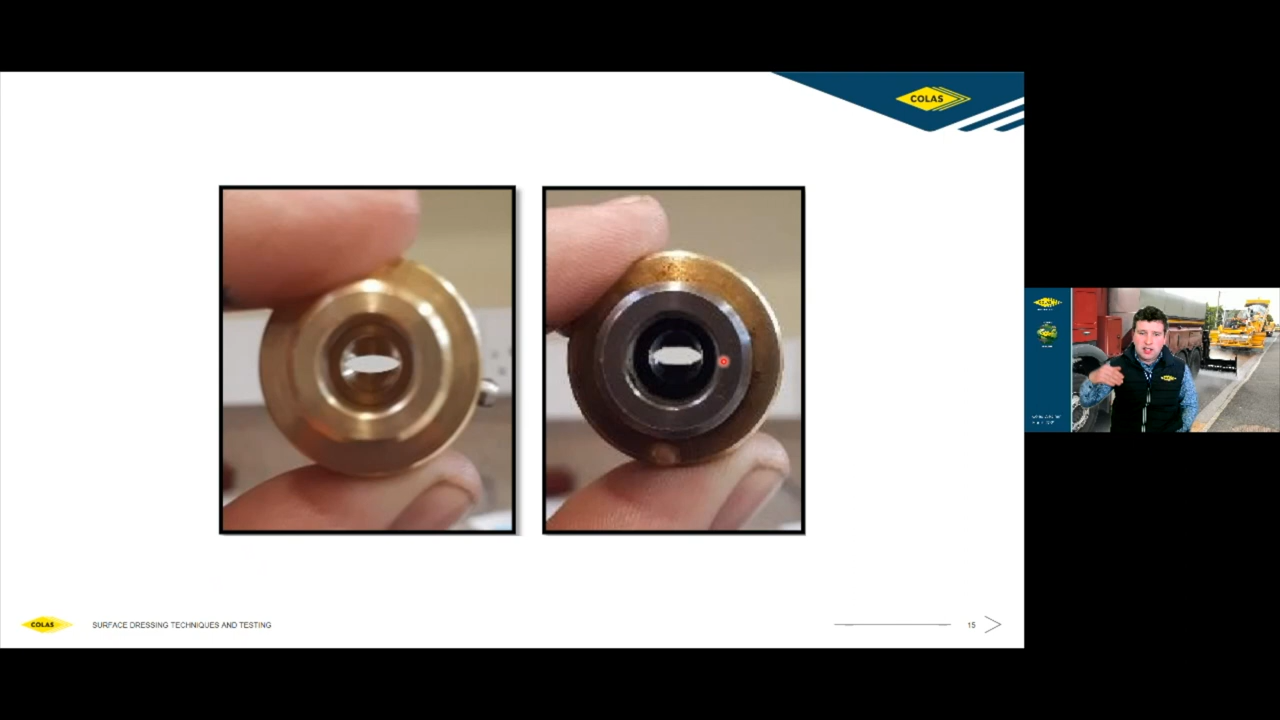 COLAS
COLAS
SURFACE DRESSING TECHNIQUES AND TESTING
15